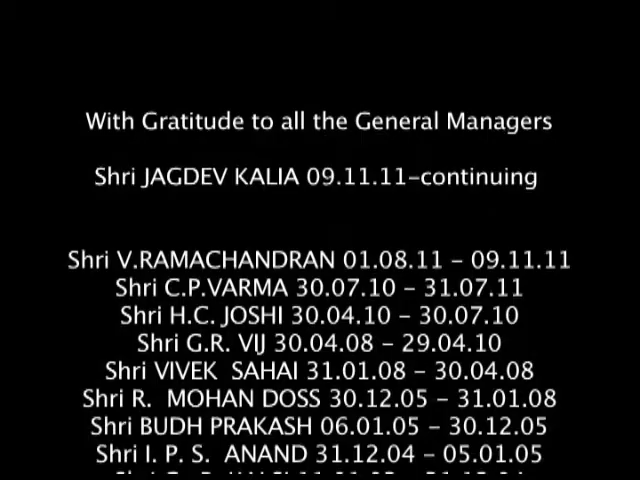 With Gratitude to all the General Managers
Shri JAGDEV KALIA 09.11.11-continuing
Shri V.RAMACHANDRAN 01.08.11 - 09.11.11
Shri C.P.VARMA 30.07.10 - 31.07.11
Shri H.C. JOSHI 30.04.10 - 30.07.10
Shri G.R. VIJ 30.04.08 - 29.04.10
Shri VIVEK  SAHAI 31.01.08 - 30.04.08
Shri R.  MOHAN DOSS 30.12.05 - 31.01.08
Shri BUDH PRAKASH 06.01.05 - 30.12.05
Shri I. P. S.  ANAND 31.12.04 - 05.01.05